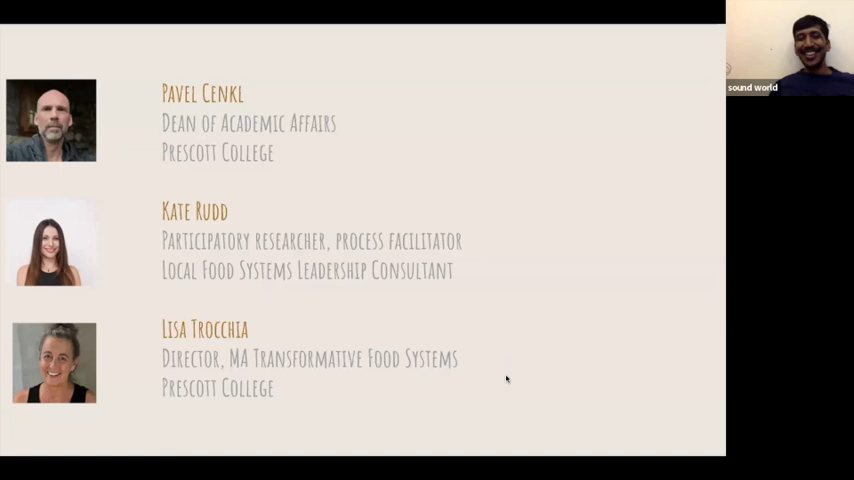 Pavel Cenkl
Dean of Academic Affairs
Prescott College
Kate Rudd
Participatory researcher, process facilitator
Local Food Systems Leadership Consultant
Lisa Trocchia
Director, MA Transformative Food Systems
Prescott College
sound world